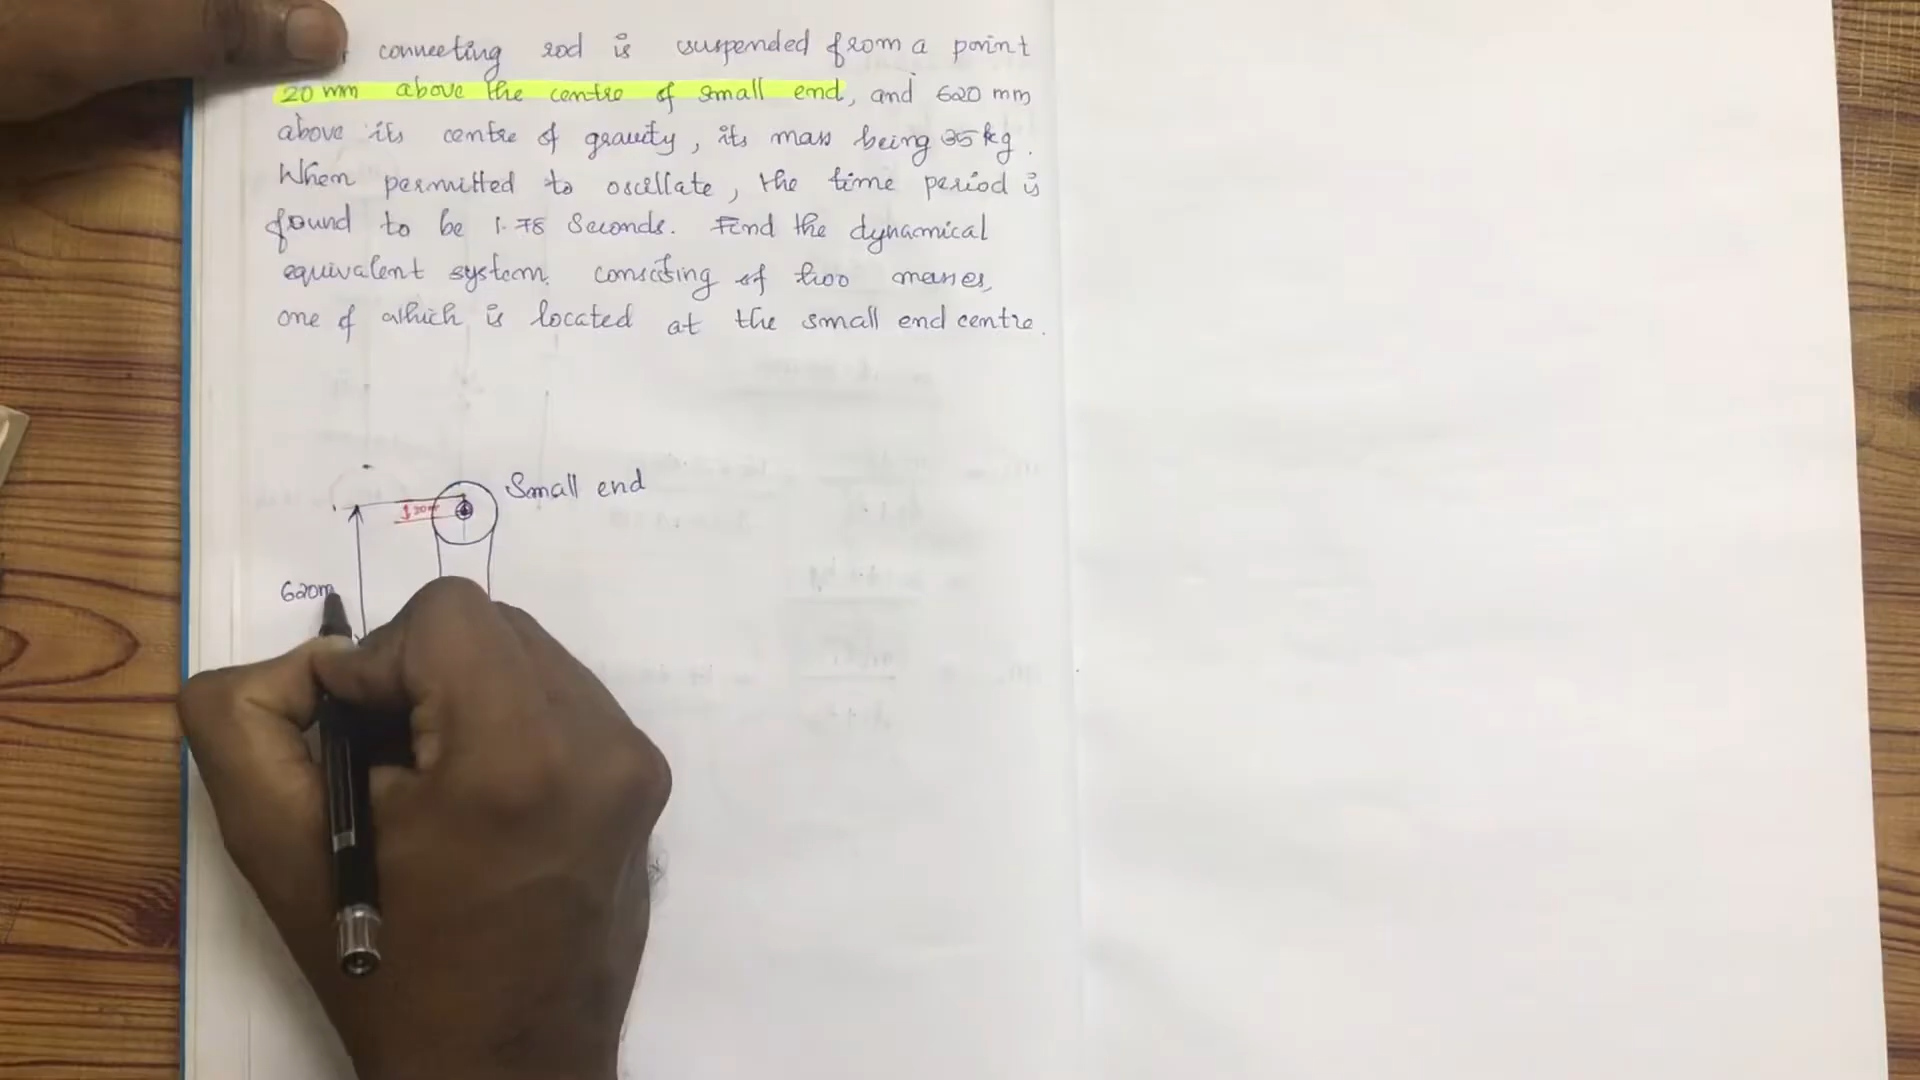 connecting rod is suspended from a point
20 mm above the centre of small end, and 620 mm
above its centre of gravity, its mass being 35 kg.
When permitted to oscillate, the time period is
found to be 1.78 Seconds. Find the dynamical
equivalent system consisting of two masses,
one of which is located at the small end centre.
Small end
620m